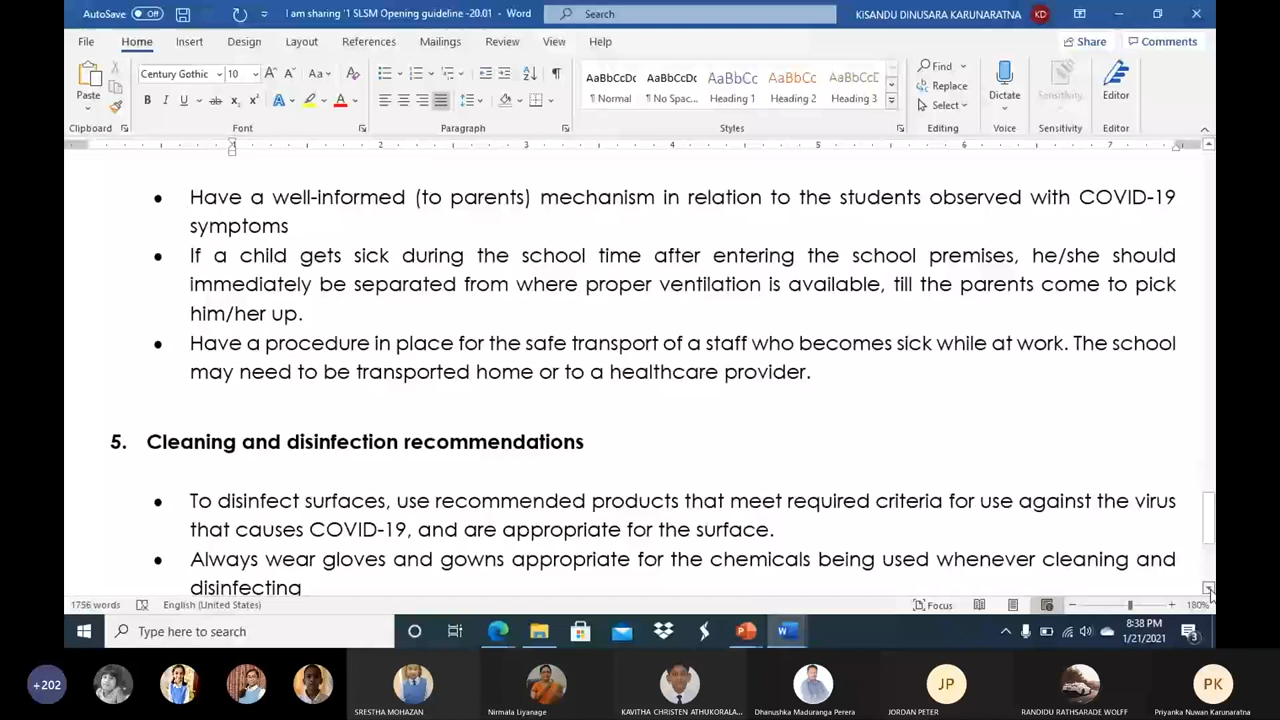 AutoSave Off I am sharing '1 SLSM Opening guideline -20.01 - Word Search KISANDU DINUSARA KARUNARATNA KD
File Home Insert Design Layout References Mailings Review View Help Share Comments
Paste Century Gothic 10 AaBbCcDc AaBbCcDc AaBbCc AaBbCc AaBbCcD Find Replace Select Dictate Sensitivity Editor
¶ Normal ¶ No Spac... Heading 1 Heading 2 Heading 3
Clipboard Font Paragraph Styles Editing Voice Sensitivity Editor
1 2 3 4 5 6 7
• Have a well-informed (to parents) mechanism in relation to the students observed with COVID-19
symptoms
• If a child gets sick during the school time after entering the school premises, he/she should
immediately be separated from where proper ventilation is available, till the parents come to pick
him/her up.
• Have a procedure in place for the safe transport of a staff who becomes sick while at work. The school
may need to be transported home or to a healthcare provider.
5. Cleaning and disinfection recommendations
• To disinfect surfaces, use recommended products that meet required criteria for use against the virus
that causes COVID-19, and are appropriate for the surface.
• Always wear gloves and gowns appropriate for the chemicals being used whenever cleaning and
disinfecting
1756 words English (United States) Focus 180%
Type here to search 8:38 PM
1/21/2021
+202 JP PK
SRESTHA MOHAZAN Nirmala Liyanage KAVITHA CHRISTEN ATHUKORALA... Dhanushka Maduranga Perera JORDAN PETER RANDIDU RATHSARADE WOLFF Priyanka Nuwan Karunaratna